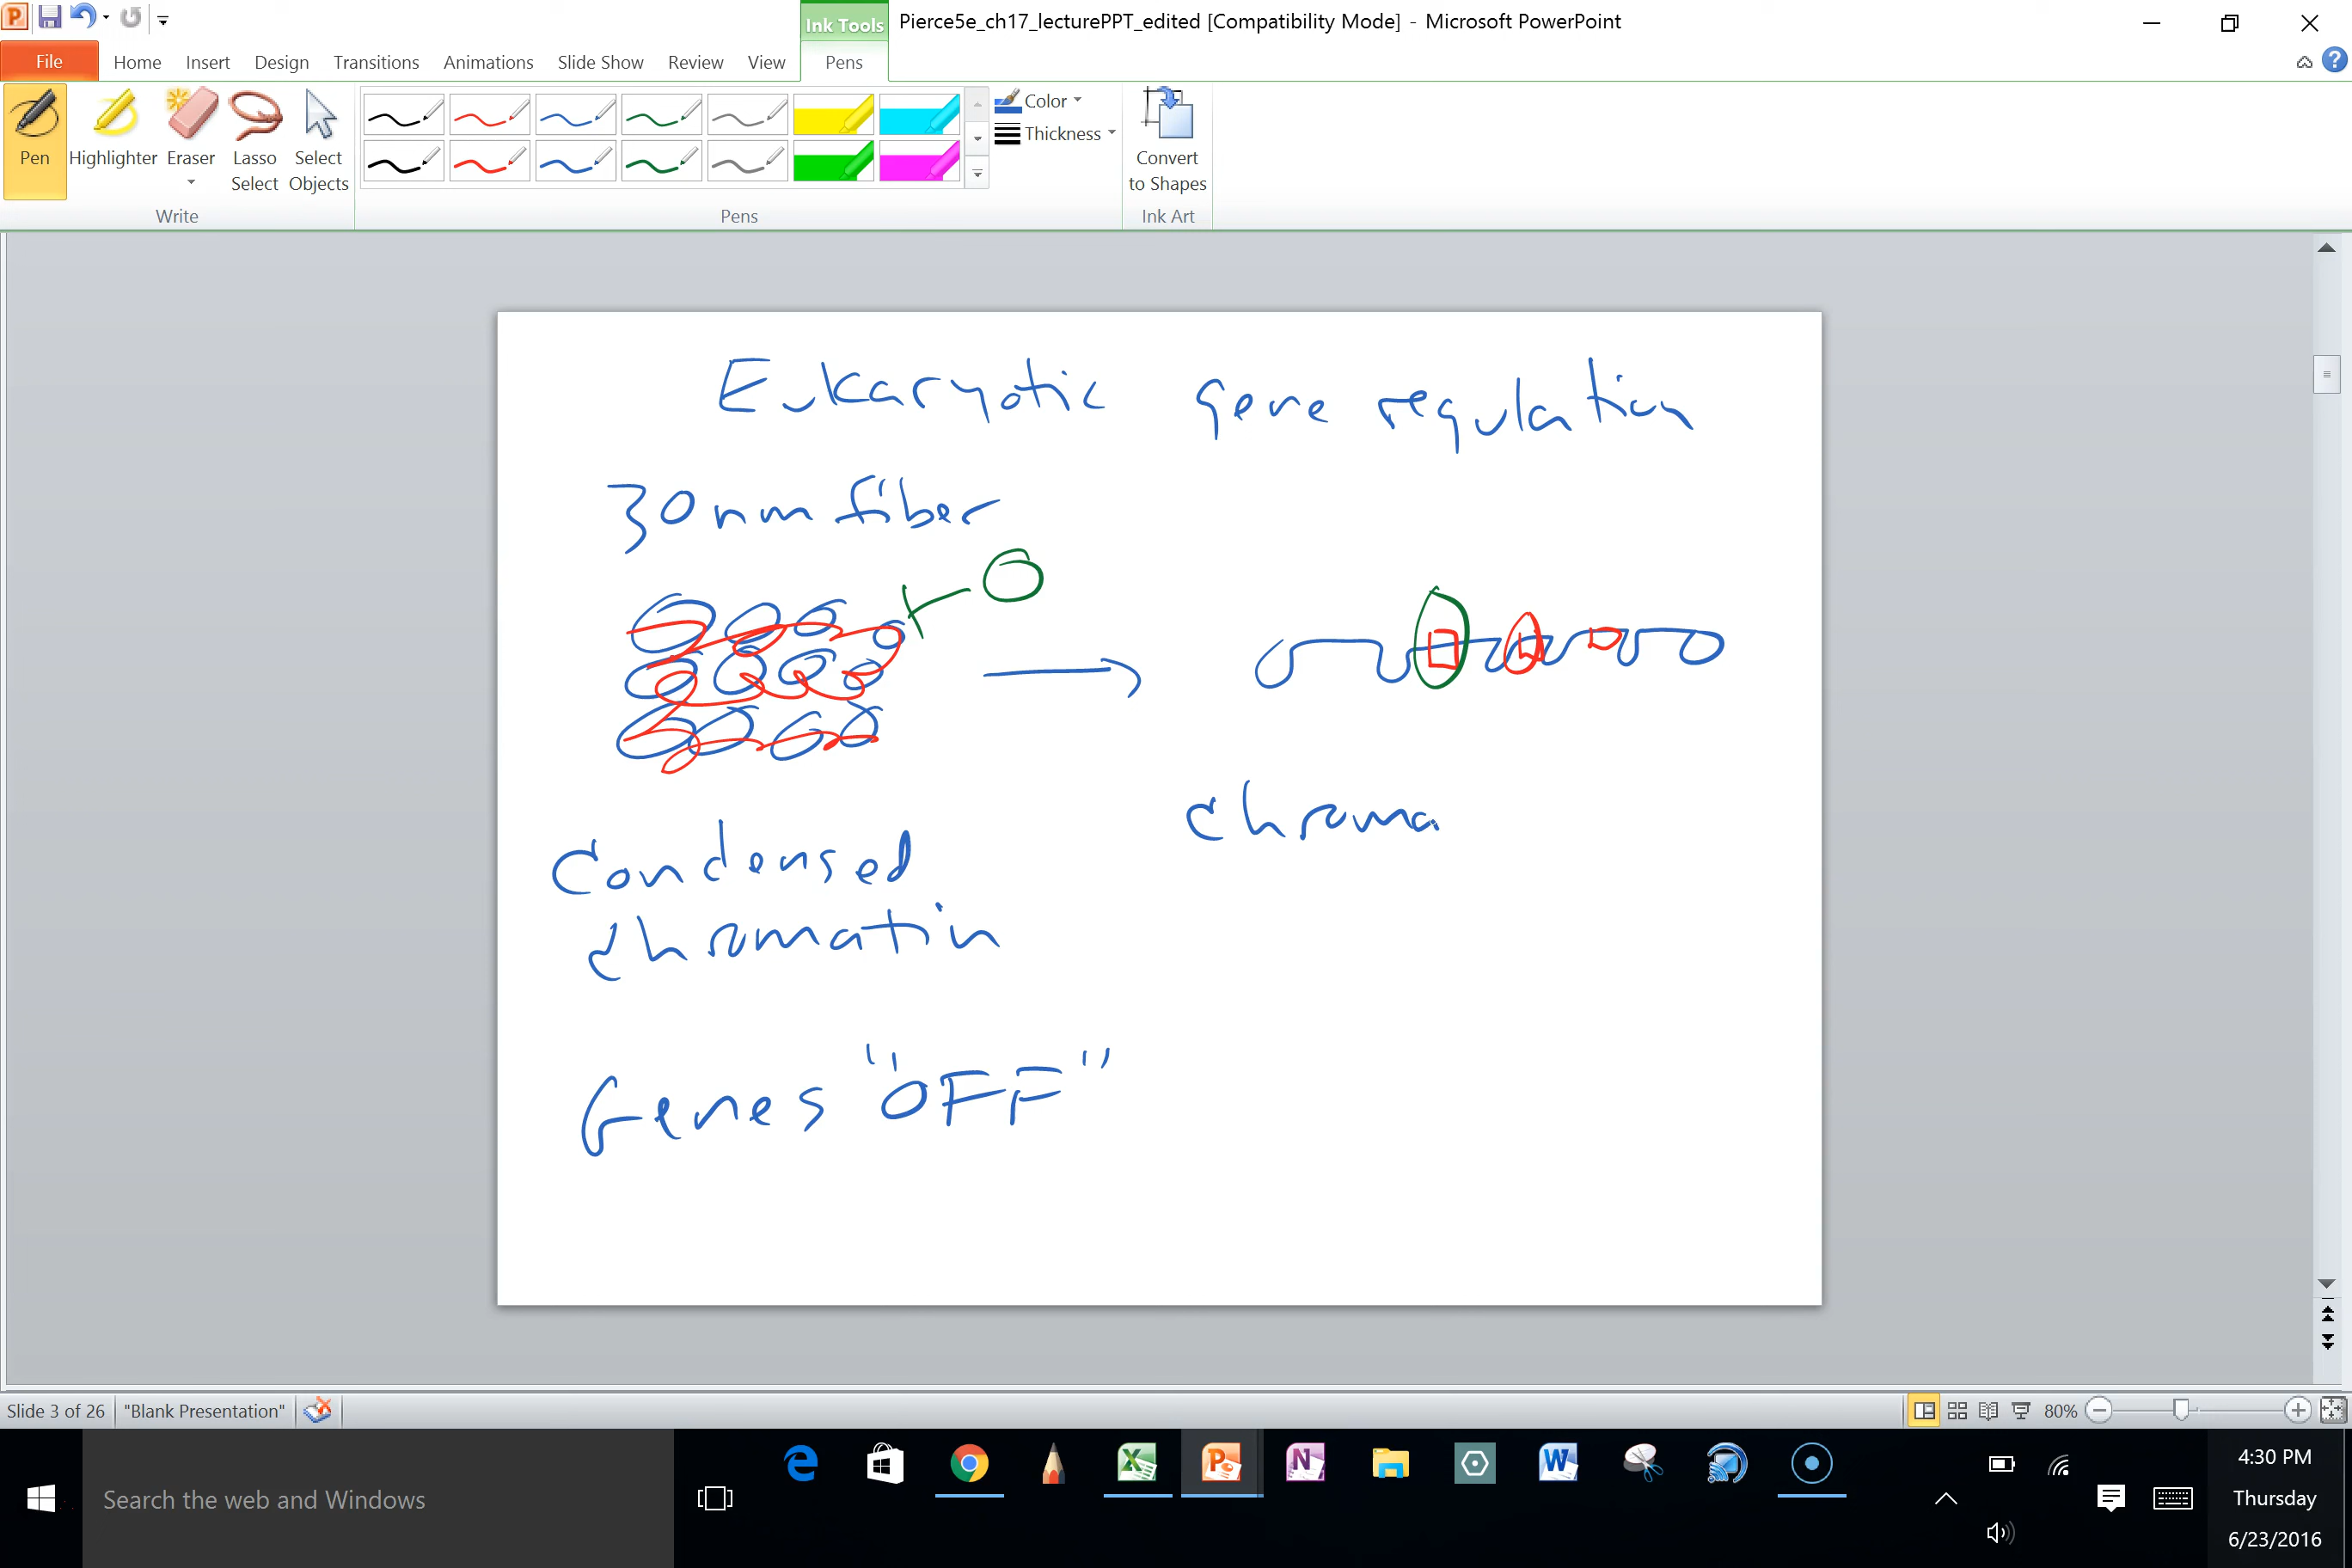 Ink Tools
Pierce5e_ch17_lecturePPT_edited [Compatibility Mode] - Microsoft PowerPoint
File Home Insert Design Transitions Animations Slide Show Review View Pens
Color
Thickness
Pen Highlighter Eraser Lasso Select Select Objects
Convert to Shapes
Write Pens Ink Art
Eukaryotic gene regulation
30nm fiber
chroma
Condensed
chromatin
Genes "OFF"
Slide 3 of 26 "Blank Presentation" 80%
Search the web and Windows
4:30 PM
Thursday
6/23/2016